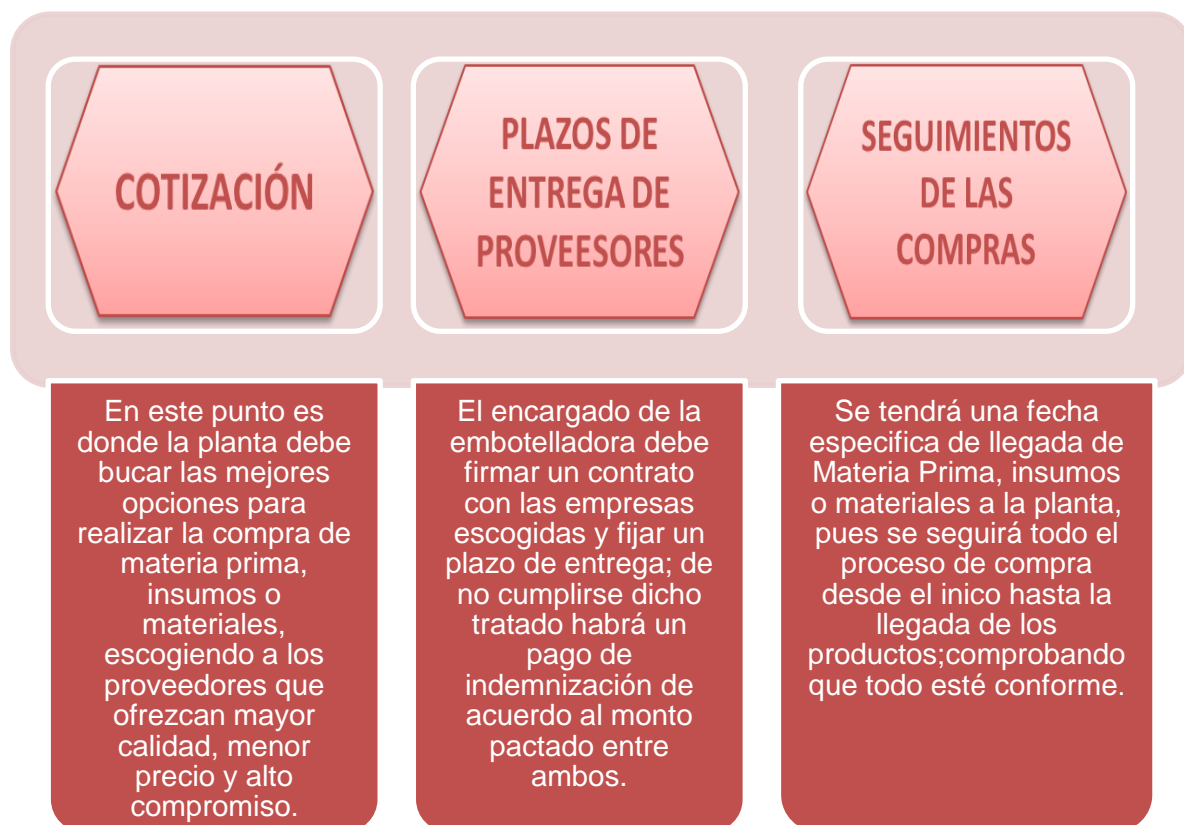 COTIZACIÓN
PLAZOS DE
ENTREGA DE
PROVEESORES
SEGUIMIENTOS
DE LAS
COMPRAS
En este punto es
donde la planta debe
bucar las mejores
opciones para
realizar la compra de
materia prima,
insumos o
materiales,
escogiendo a los
proveedores que
ofrezcan mayor
calidad, menor
precio y alto
compromiso.
El encargado de la
embotelladora debe
firmar un contrato
con las empresas
escogidas y fijar un
plazo de entrega; de
no cumplirse dicho
tratado habrá un
pago de
indemnización de
acuerdo al monto
pactado entre
ambos.
Se tendrá una fecha
especifica de llegada de
Materia Prima, insumos
o materiales a la planta,
pues se seguirá todo el
proceso de compra
desde el inico hasta la
llegada de los
productos;comprobando
que todo esté conforme.